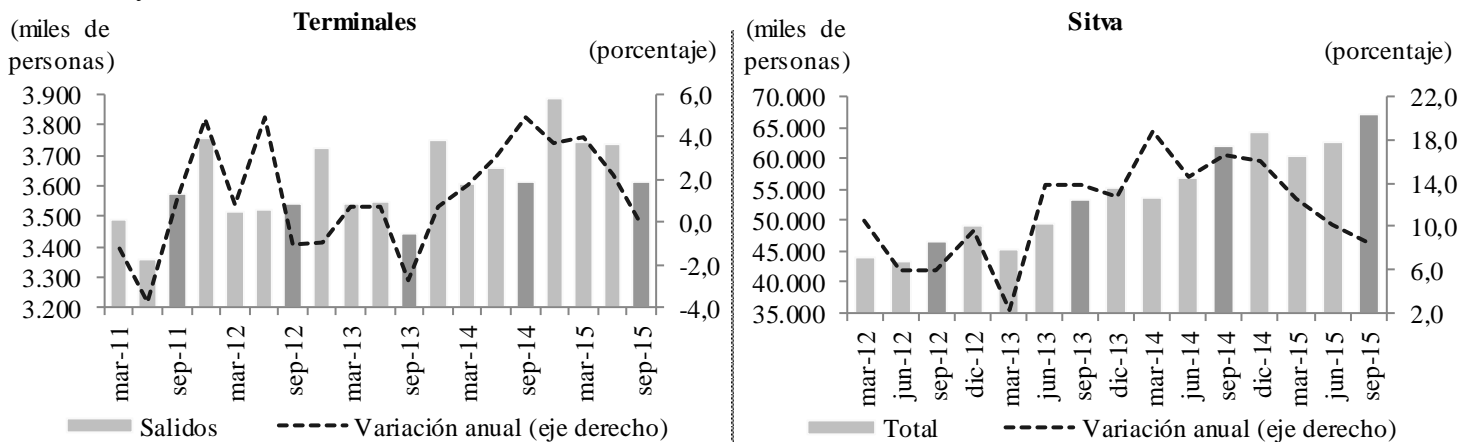 Terminales
(miles de
personas)
(porcentaje)
3.900
3.800
3.700
3.600
3.500
3.400
3.300
3.200
6,0
4,0
2,0
0,0
-2,0
-4,0
mar-11
sep-11
mar-12
sep-12
mar-13
sep-13
mar-14
sep-14
mar-15
sep-15
Salidos
Variación anual (eje derecho)
Sitva
(miles de
personas)
(porcentaje)
70.000
65.000
60.000
55.000
50.000
45.000
40.000
35.000
22,0
18,0
14,0
10,0
6,0
2,0
mar-12
jun-12
sep-12
dic-12
mar-13
jun-13
sep-13
dic-13
mar-14
jun-14
sep-14
dic-14
mar-15
jun-15
sep-15
Total
Variación anual (eje derecho)